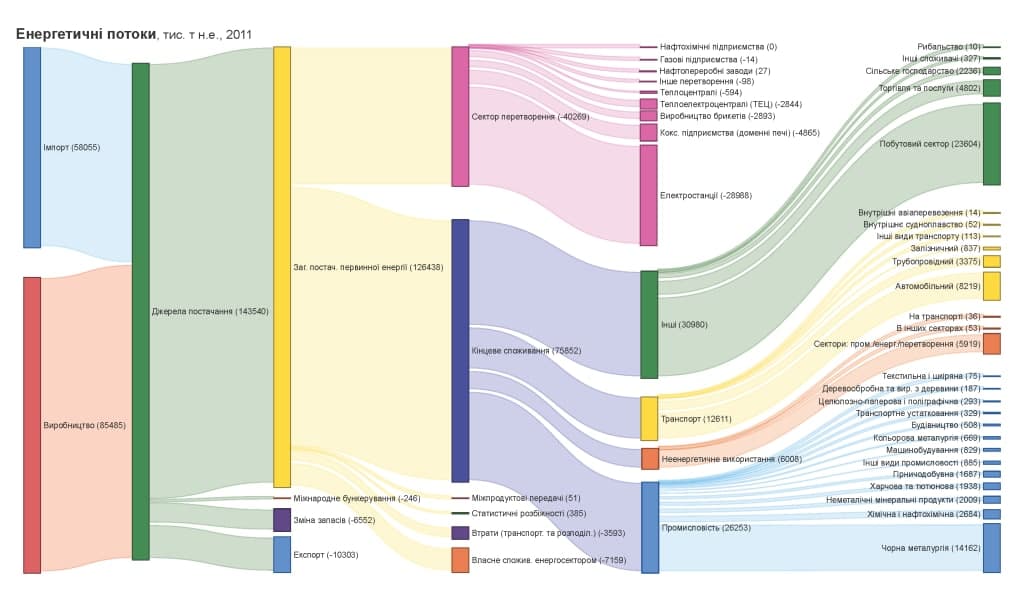 Енергетичні потоки, тис. т н.е., 2011
Імпорт (58055)
Виробництво (85485)
Джерела постачання (143540)
Заг. постач. первинної енергії (126438)
Міжнародне бункерування (-246)
Зміна запасів (-6552)
Експорт (-10303)
Сектор перетворення (-40269)
Кінцеве споживання (75852)
Міжпродуктові передачі (51)
Статистичні розбіжності (385)
Втрати (транспорт. та розподіл.) (-3593)
Власне спожив. енергосектором (-7159)
Нафтохімічні підприємства (0)
Газові підприємства (-14)
Нафтопереробні заводи (27)
Інше перетворення (-98)
Теплоцентралі (-594)
Теплоелектроцентралі (ТЕЦ) (-2844)
Виробництво брикетів (-2893)
Кокс. підприємства (доменні печі) (-4865)
Електростанції (-28988)
Інші (30980)
Транспорт (12611)
Неенергетичне використання (6008)
Промисловість (26253)
Рибальство (10)
Інші споживачі (327)
Сільське господарство (2236)
Торгівля та послуги (4802)
Побутовий сектор (23604)
Внутрішні авіаперевезення (14)
Внутрішнє судноплавство (52)
Інші види транспорту (113)
Залізничний (837)
Трубопровідний (3375)
Автомобільний (8219)
На транспорті (36)
В інших секторах (53)
Сектори: пром./енерг./перетворення (5919)
Текстильна і шкіряна (75)
Деревообробна та вир. з деревини (187)
Целюлозно-паперова і поліграфічна (293)
Транспортне устаткование (329)
Будівництво (508)
Кольорова металургія (669)
Машинобудування (829)
Інші види промисловості (885)
Гірничодобувна (1687)
Харчова та тютюнова (1938)
Неметалічні мінеральні продукти (2009)
Хімічна і нафтохімічна (2684)
Чорна металургія (14162)